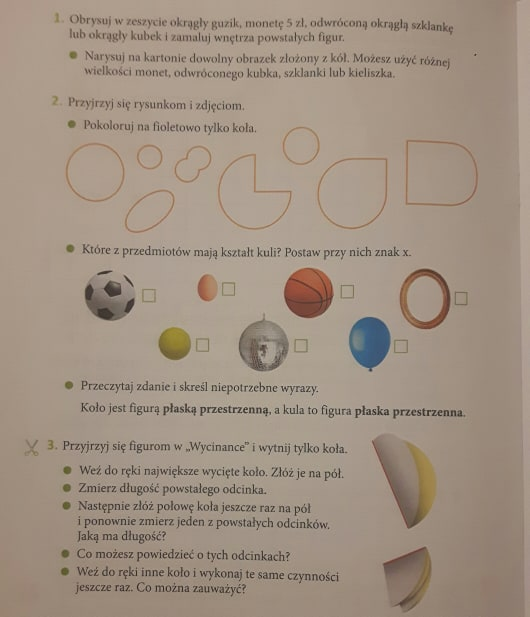 1. Obrysuj w zeszycie okrągły guzik, monetę 5 zł, odwróconą okrągłą szklankę
lub okrągły kubek i zamaluj wnętrza powstałych figur.
● Narysuj na kartonie dowolny obrazek złożony z kół. Możesz użyć różnej
wielkości monet, odwróconego kubka, szklanki lub kieliszka.
2. Przyjrzyj się rysunkom i zdjęciom.
● Pokoloruj na fioletowo tylko koła.
● Które z przedmiotów mają kształt kuli? Postaw przy nich znak x.
● Przeczytaj zdanie i skreśl niepotrzebne wyrazy.
Koło jest figurą płaską przestrzenną, a kula to figura płaska przestrzenna.
3. Przyjrzyj się figurom w „Wycinance” i wytnij tylko koła.
● Weź do ręki największe wycięte koło. Złóż je na pół.
● Zmierz długość powstałego odcinka.
● Następnie złóż połowę koła jeszcze raz na pół
i ponownie zmierz jeden z powstałych odcinków.
Jaką ma długość?
● Co możesz powiedzieć o tych odcinkach?
● Weź do ręki inne koło i wykonaj te same czynności
jeszcze raz. Co można zauważyć?